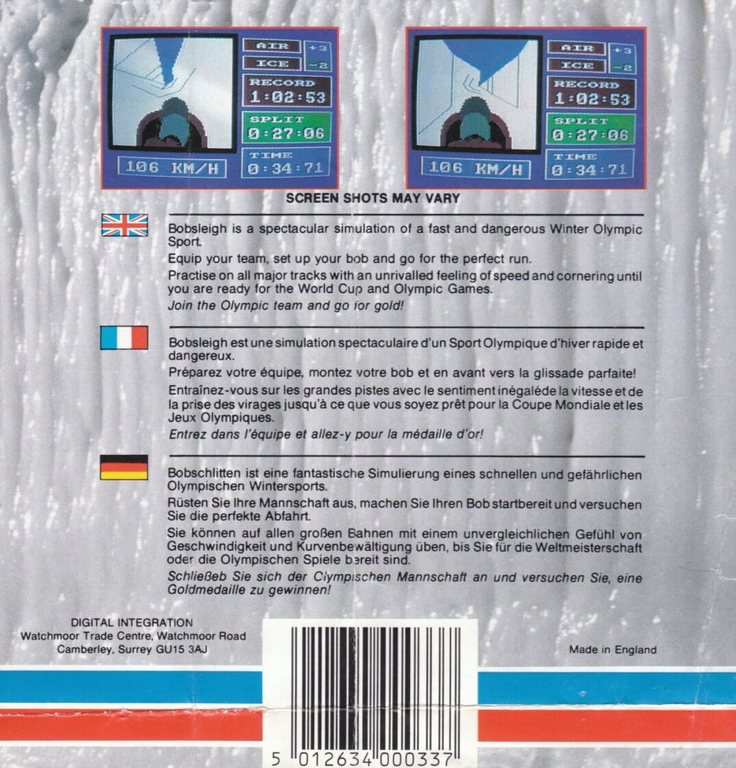 AIR +3
ICE -2
RECORD
1:02:53
SPLIT
0:27:06
106 KM/H
TIME
0:34:71
AIR +3
ICE -2
RECORD
1:02:53
SPLIT
0:27:06
106 KM/H
TIME
0:34:71
SCREEN SHOTS MAY VARY
Bobsleigh is a spectacular simulation of a fast and dangerous Winter Olympic
Sport.
Equip your team, set up your bob and go for the perfect run.
Practise on all major tracks with an unrivalled feeling of speed and cornering until
you are ready for the World Cup and Olympic Games.
Join the Olympic team and go for gold!
Bobsleigh est une simulation spectaculaire d'un Sport Olympique d'hiver rapide et
dangereux.
Préparez votre équipe, montez votre bob et en avant vers la glissade parfaite!
Entraînez-vous sur les grandes pistes avec le sentiment inégaléde la vitesse et de
la prise des virages jusqu'à ce que vous soyez prêt pour la Coupe Mondiale et les
Jeux Olympiques.
Entrez dans l'équipe et allez-y pour la médaille d'or!
Bobschlitten ist eine fantastische Simulierung eines schnellen und gefährlichen
Olympischen Wintersports.
Rüsten Sie Ihre Mannschaft aus, machen Sie Ihren Bob startbereit und versuchen
Sie die perfekte Abfahrt.
Sie können auf allen großen Bahnen mit einem unvergleichlichen Gefühl von
Geschwindigkeit und Kurvenbewältigung üben, bis Sie für die Weltmeisterschaft
oder die Olympischen Spiele bereit sind.
Schließeb Sie sich der Olympischen Mannschaft an und versuchen Sie, eine
Goldmedaille zu gewinnen!
DIGITAL INTEGRATION
Watchmoor Trade Centre, Watchmoor Road
Camberley, Surrey GU15 3AJ
Made in England
5 012634 000337